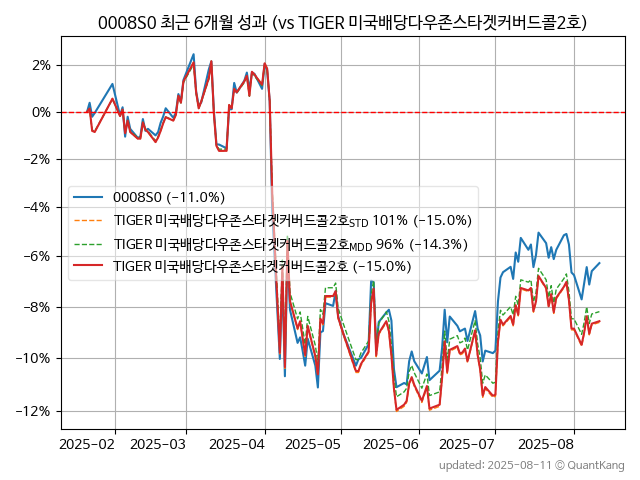 0008S0 최근 6개월 성과 (vs TIGER 미국배당다우존스타겟커버드콜2호)
2%
0%
−2%
−4%
−6%
−8%
−10%
−12%
0008S0 (−11.0%)
TIGER 미국배당다우존스타겟커버드콜2호STD 101% (−15.0%)
TIGER 미국배당다우존스타겟커버드콜2호MDD 96% (−14.3%)
TIGER 미국배당다우존스타겟커버드콜2호 (−15.0%)
2025-02 2025-03 2025-04 2025-05 2025-06 2025-07 2025-08
updated: 2025-08-11 © QuantKang